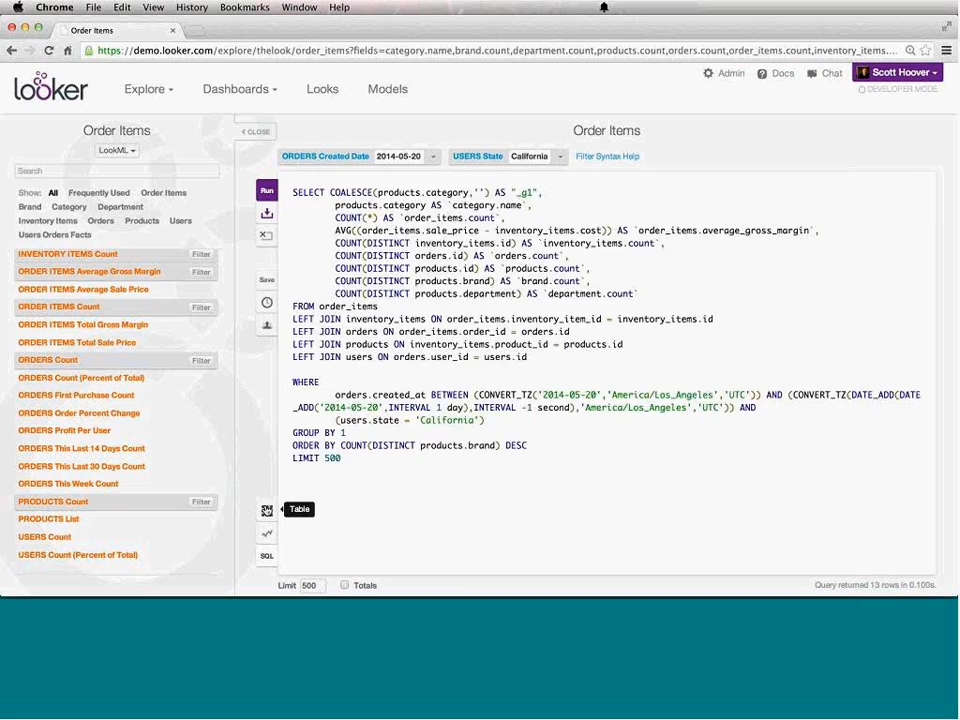 Chrome File Edit View History Bookmarks Window Help
Order Items
https://demo.looker.com/explore/thelook/order_items?fields=category.name,brand.count,department.count,products.count,orders.count,order_items.count,inventory_items....
looker
Explore Dashboards Looks Models
Admin Docs Chat Scott Hoover
DEVELOPER MODE
Order Items
LookML
Search
Show: All Frequently Used Order Items
Brand Category Department
Inventory Items Orders Products Users
Users Orders Facts
INVENTORY ITEMS Count Filter
ORDER ITEMS Average Gross Margin Filter
ORDER ITEMS Average Sale Price
ORDER ITEMS Count Filter
ORDER ITEMS Total Gross Margin
ORDER ITEMS Total Sale Price
ORDERS Count Filter
ORDERS Count (Percent of Total)
ORDERS First Purchase Count
ORDERS Order Percent Change
ORDERS Profit Per User
ORDERS This Last 14 Days Count
ORDERS This Last 30 Days Count
ORDERS This Week Count
PRODUCTS Count Filter
PRODUCTS List
USERS Count
USERS Count (Percent of Total)
< CLOSE
Order Items
ORDERS Created Date 2014-05-20 USERS State California Filter Syntax Help
Run
Save
Table
SQL
SELECT COALESCE(products.category,'') AS "_g1",
products.category AS `category.name`,
COUNT(*) AS `order_items.count`,
AVG((order_items.sale_price - inventory_items.cost)) AS `order_items.average_gross_margin`,
COUNT(DISTINCT inventory_items.id) AS `inventory_items.count`,
COUNT(DISTINCT orders.id) AS `orders.count`,
COUNT(DISTINCT products.id) AS `products.count`,
COUNT(DISTINCT products.brand) AS `brand.count`,
COUNT(DISTINCT products.department) AS `department.count`
FROM order_items
LEFT JOIN inventory_items ON order_items.inventory_item_id = inventory_items.id
LEFT JOIN orders ON order_items.order_id = orders.id
LEFT JOIN products ON inventory_items.product_id = products.id
LEFT JOIN users ON orders.user_id = users.id
WHERE
orders.created_at BETWEEN (CONVERT_TZ('2014-05-20','America/Los_Angeles','UTC')) AND (CONVERT_TZ(DATE_ADD(DATE
_ADD('2014-05-20',INTERVAL 1 day),INTERVAL -1 second),'America/Los_Angeles','UTC')) AND
(users.state = 'California')
GROUP BY 1
ORDER BY COUNT(DISTINCT products.brand) DESC
LIMIT 500
Limit 500 Totals
Query returned 13 rows in 0.100s.